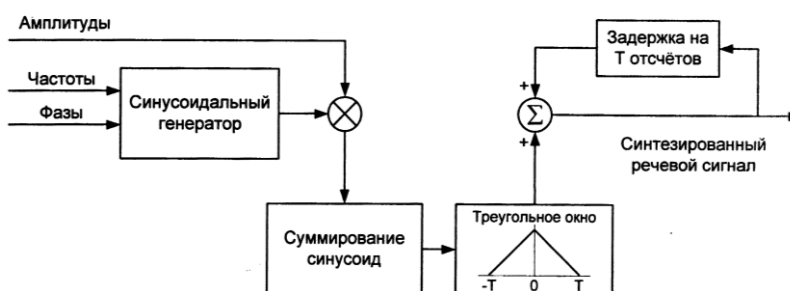 Амплитуды
Частоты
Фазы
Синусоидальный
генератор
Задержка на
T отсчётов
+
Σ
+
Синтезированный
речевой сигнал
Суммирование
синусоид
Треугольное окно
-T 0 T